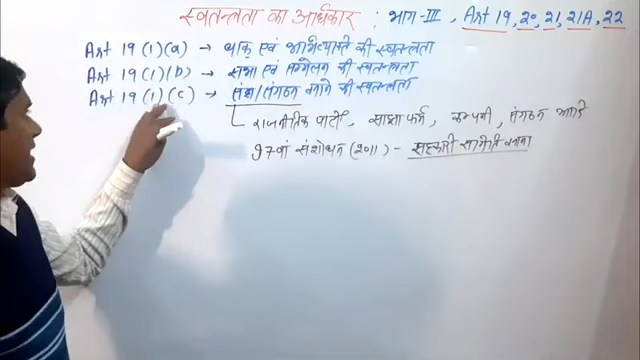 स्वतन्त्रता का अधिकार : भाग-III, Art 19, 20, 21, 21A, 22
Art 19 (1) (a) → वाक् एवं अभिव्यक्ति की स्वतन्त्रता
Art 19 (1) (b) → सभा एवं सम्मेलन की स्वतन्त्रता
Art 19 (1) (c) → संघ/संगठन बनाने की स्वतन्त्रता
राजनीतिक पार्टी, साझा फर्म, कम्पनी, संगठन आदि
97वां संशोधन (2011) - सहकारी समिति बनाना